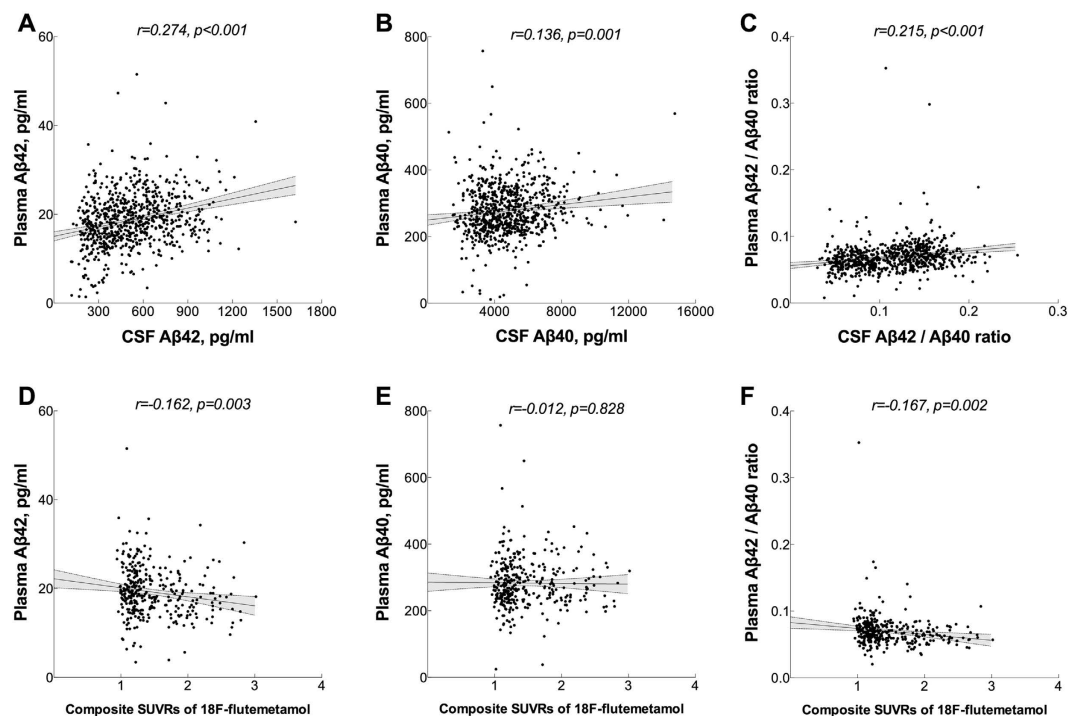 A
r=0.274, p<0.001
Plasma Aβ42, pg/ml
60
40
20
0
300 600 900 1200 1500 1800
CSF Aβ42, pg/ml
B
r=0.136, p=0.001
Plasma Aβ40, pg/ml
800
600
400
200
0
4000 8000 12000 16000
CSF Aβ40, pg/ml
C
r=0.215, p<0.001
Plasma Aβ42 / Aβ40 ratio
0.4
0.3
0.2
0.1
0.0
0.1 0.2 0.3
CSF Aβ42 / Aβ40 ratio
D
r=-0.162, p=0.003
Plasma Aβ42, pg/ml
60
40
20
0
1 2 3 4
Composite SUVRs of 18F-flutemetamol
E
r=-0.012, p=0.828
Plasma Aβ40, pg/ml
800
600
400
200
0
1 2 3 4
Composite SUVRs of 18F-flutemetamol
F
r=-0.167, p=0.002
Plasma Aβ42 / Aβ40 ratio
0.4
0.3
0.2
0.1
0.0
1 2 3 4
Composite SUVRs of 18F-flutemetamol